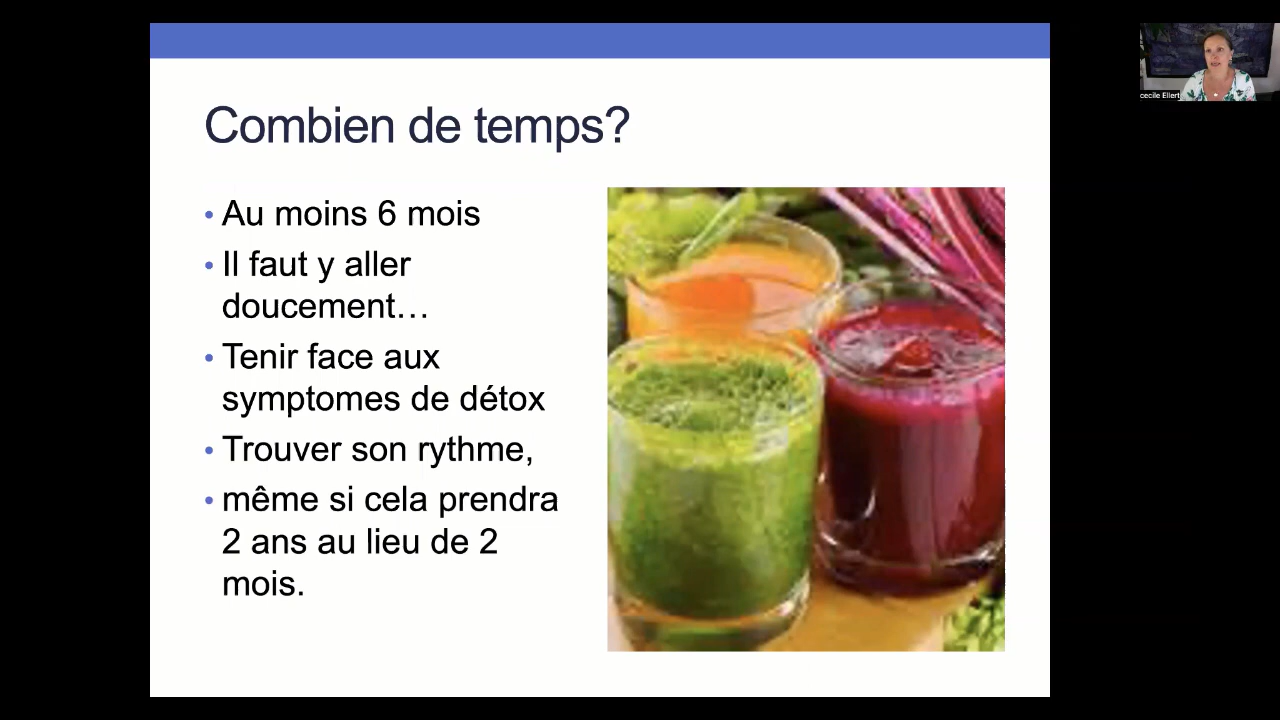 Combien de temps?
• Au moins 6 mois
• Il faut y aller
doucement…
• Tenir face aux
symptomes de détox
• Trouver son rythme,
• même si cela prendra
2 ans au lieu de 2
mois.
cecile Ellert